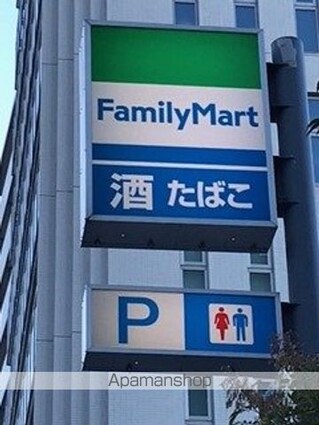 FamilyMart
酒 たばこ
P
Apamanshop